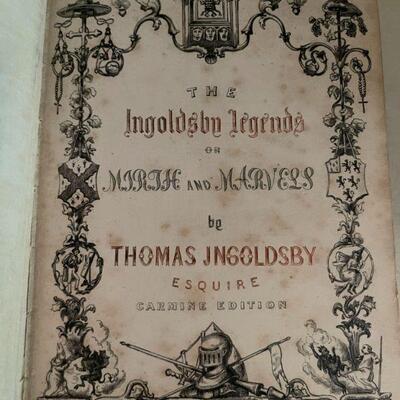 THE
Ingoldsby Legends
OR
MIRTH AND MARVELS
by
THOMAS INGOLDSBY
ESQUIRE
CARMINE EDITION